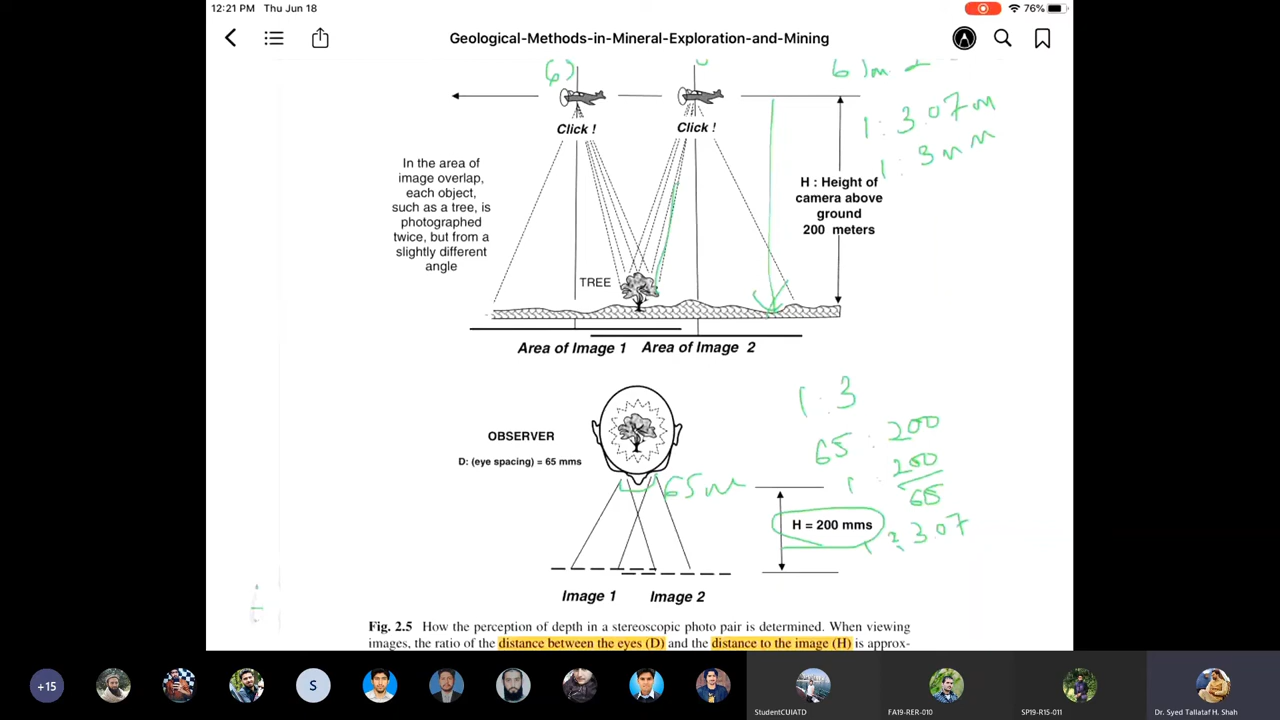 12:21 PM Thu Jun 18
76%
Geological-Methods-in-Mineral-Exploration-and-Mining
Click !
Click !
In the area of
image overlap,
each object,
such as a tree, is
photographed
twice, but from a
slightly different
angle
1 : 3.07 m
1 : 3 m m
H : Height of
camera above
ground
200 meters
TREE
Area of Image 1
Area of Image 2
1 : 3
OBSERVER
D: (eye spacing) = 65 mms
65 : 200
65 m
1 : 200
65
H = 200 mms
3.07
Image 1
Image 2
Fig. 2.5 How the perception of depth in a stereoscopic photo pair is determined. When viewing
images, the ratio of the distance between the eyes (D) and the distance to the image (H) is approx-
+15
S
StudentCUIATD
FA19-RER-010
SP19-R15-011
Dr. Syed Tallataf H. Shah